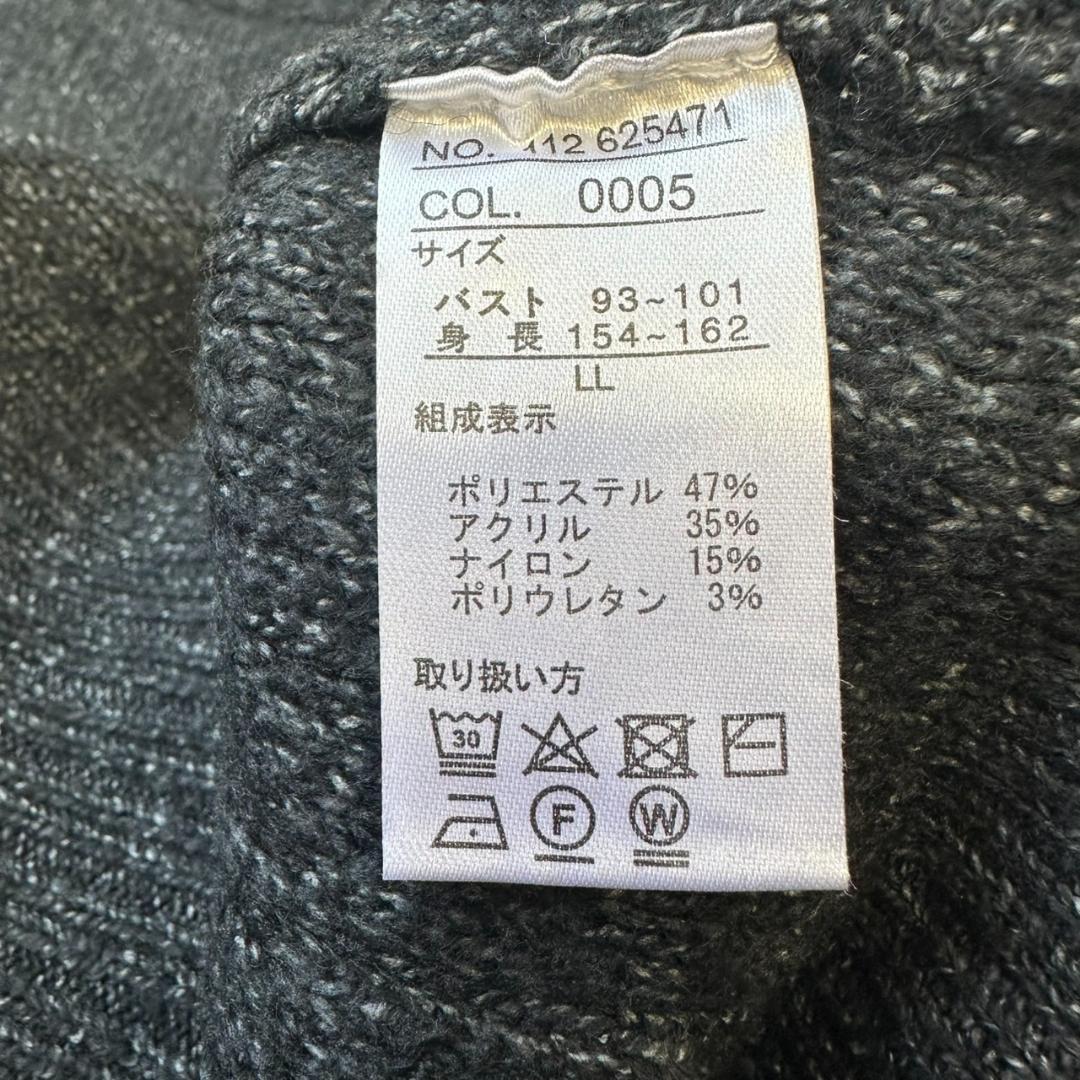 NO. 112 625471
COL. 0005
サイズ
バスト 93~101
身長 154~162
LL
組成表示
ポリエステル 47%
アクリル 35%
ナイロン 15%
ポリウレタン 3%
取り扱い方
30
F W